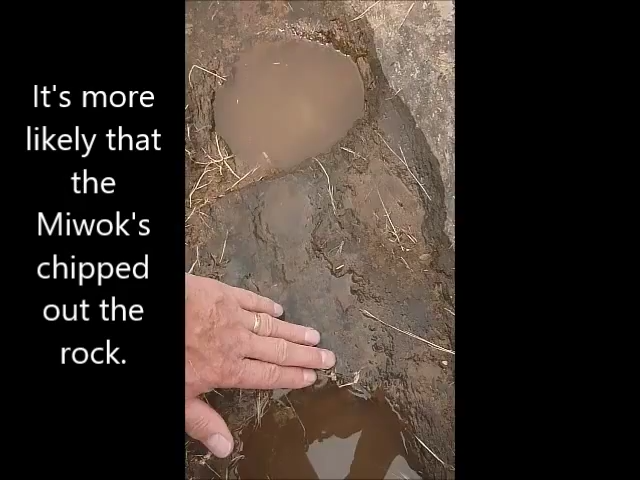 It's more
likely that
the
Miwok's
chipped
out the
rock.